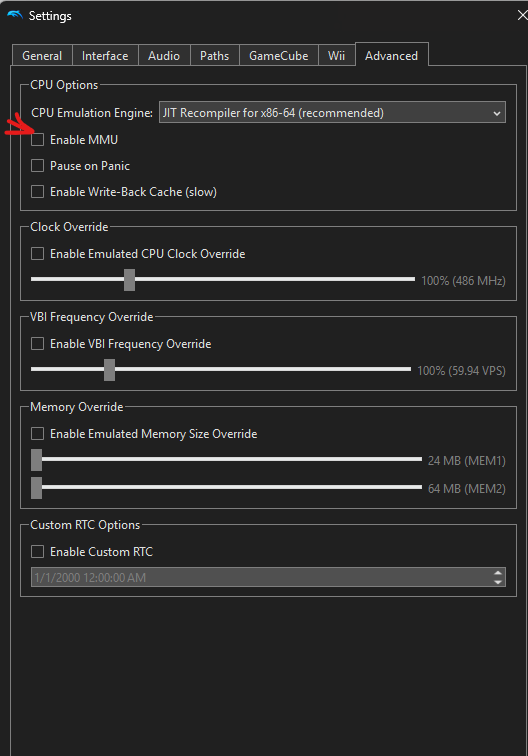 Settings
General Interface Audio Paths GameCube Wii Advanced
CPU Options
CPU Emulation Engine: JIT Recompiler for x86-64 (recommended)
Enable MMU
Pause on Panic
Enable Write-Back Cache (slow)
Clock Override
Enable Emulated CPU Clock Override
100% (486 MHz)
VBI Frequency Override
Enable VBI Frequency Override
100% (59.94 VPS)
Memory Override
Enable Emulated Memory Size Override
24 MB (MEM1)
64 MB (MEM2)
Custom RTC Options
Enable Custom RTC
1/1/2000 12:00:00 AM